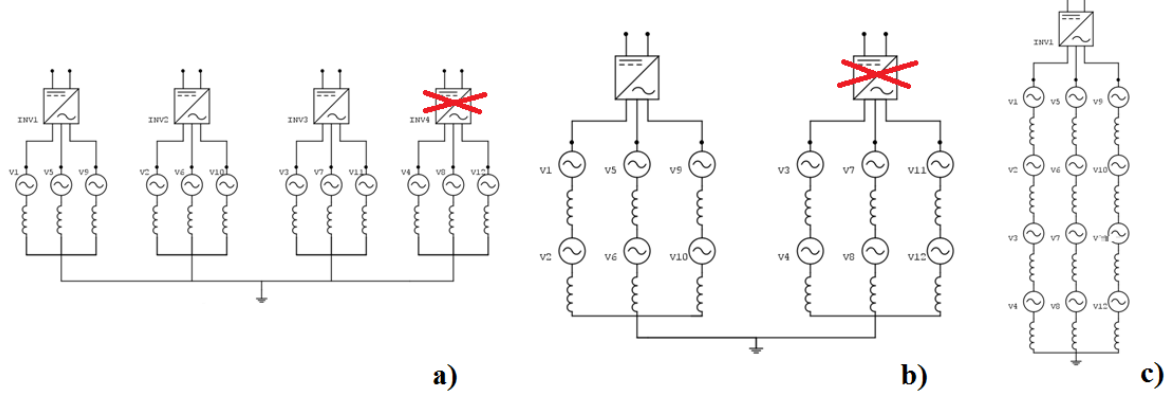 INV1 INV2 INV3 INV4
V1 V5 V9 V2 V6 V10 V3 V7 V11 V4 V8 V12
a)
V1 V5 V9 V3 V7 V11
V2 V6 V10 V4 V8 V12
b)
INV1
V1 V5 V9
V2 V6 V10
V3 V7
V4 V8 V12
c)